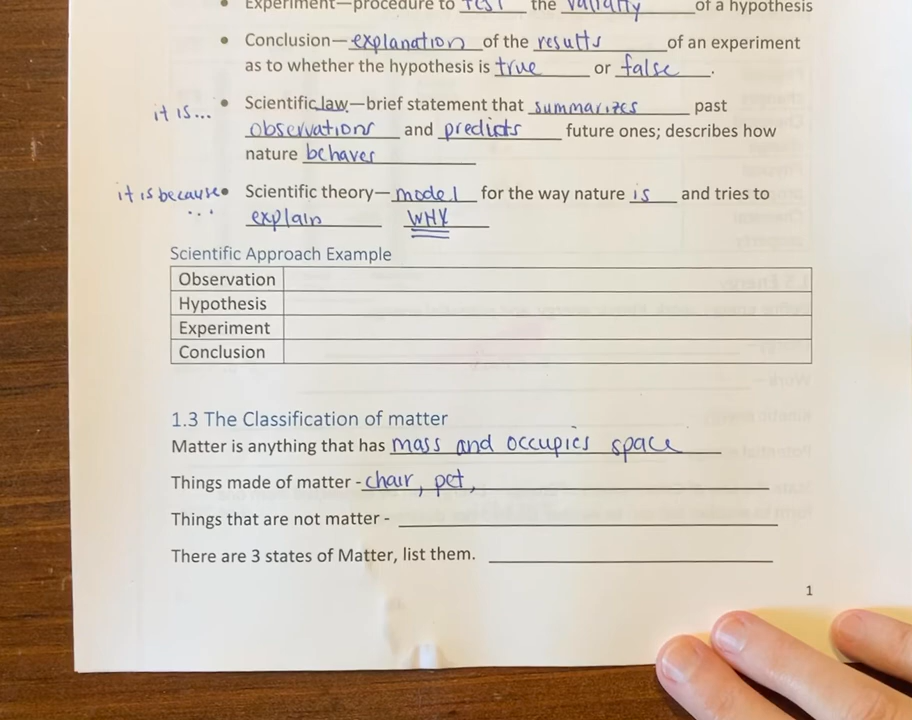 • Experiment—procedure to test the validity of a hypothesis
• Conclusion—explanation of the results of an experiment
as to whether the hypothesis is true or false.
it is... • Scientific law—brief statement that summarizes past
observations and predicts future ones; describes how
nature behaves
it is because • Scientific theory—model for the way nature is and tries to
... explain WHY
Scientific Approach Example
Observation
Hypothesis
Experiment
Conclusion
1.3 The Classification of matter
Matter is anything that has mass and occupies space
Things made of matter - chair, pet,
Things that are not matter -
There are 3 states of Matter, list them.
1